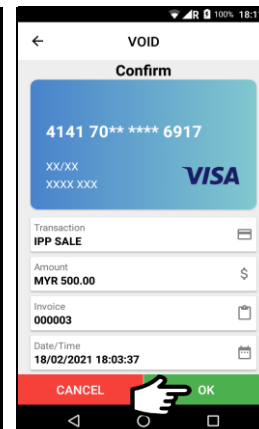 R 100% 18:1
VOID
Confirm
4141 70** **** 6917
XX/XX
XXXX XXX
VISA
Transaction
IPP SALE
Amount
MYR 500.00
$
Invoice
000003
Date/Time
18/02/2021 18:03:37
CANCEL
OK